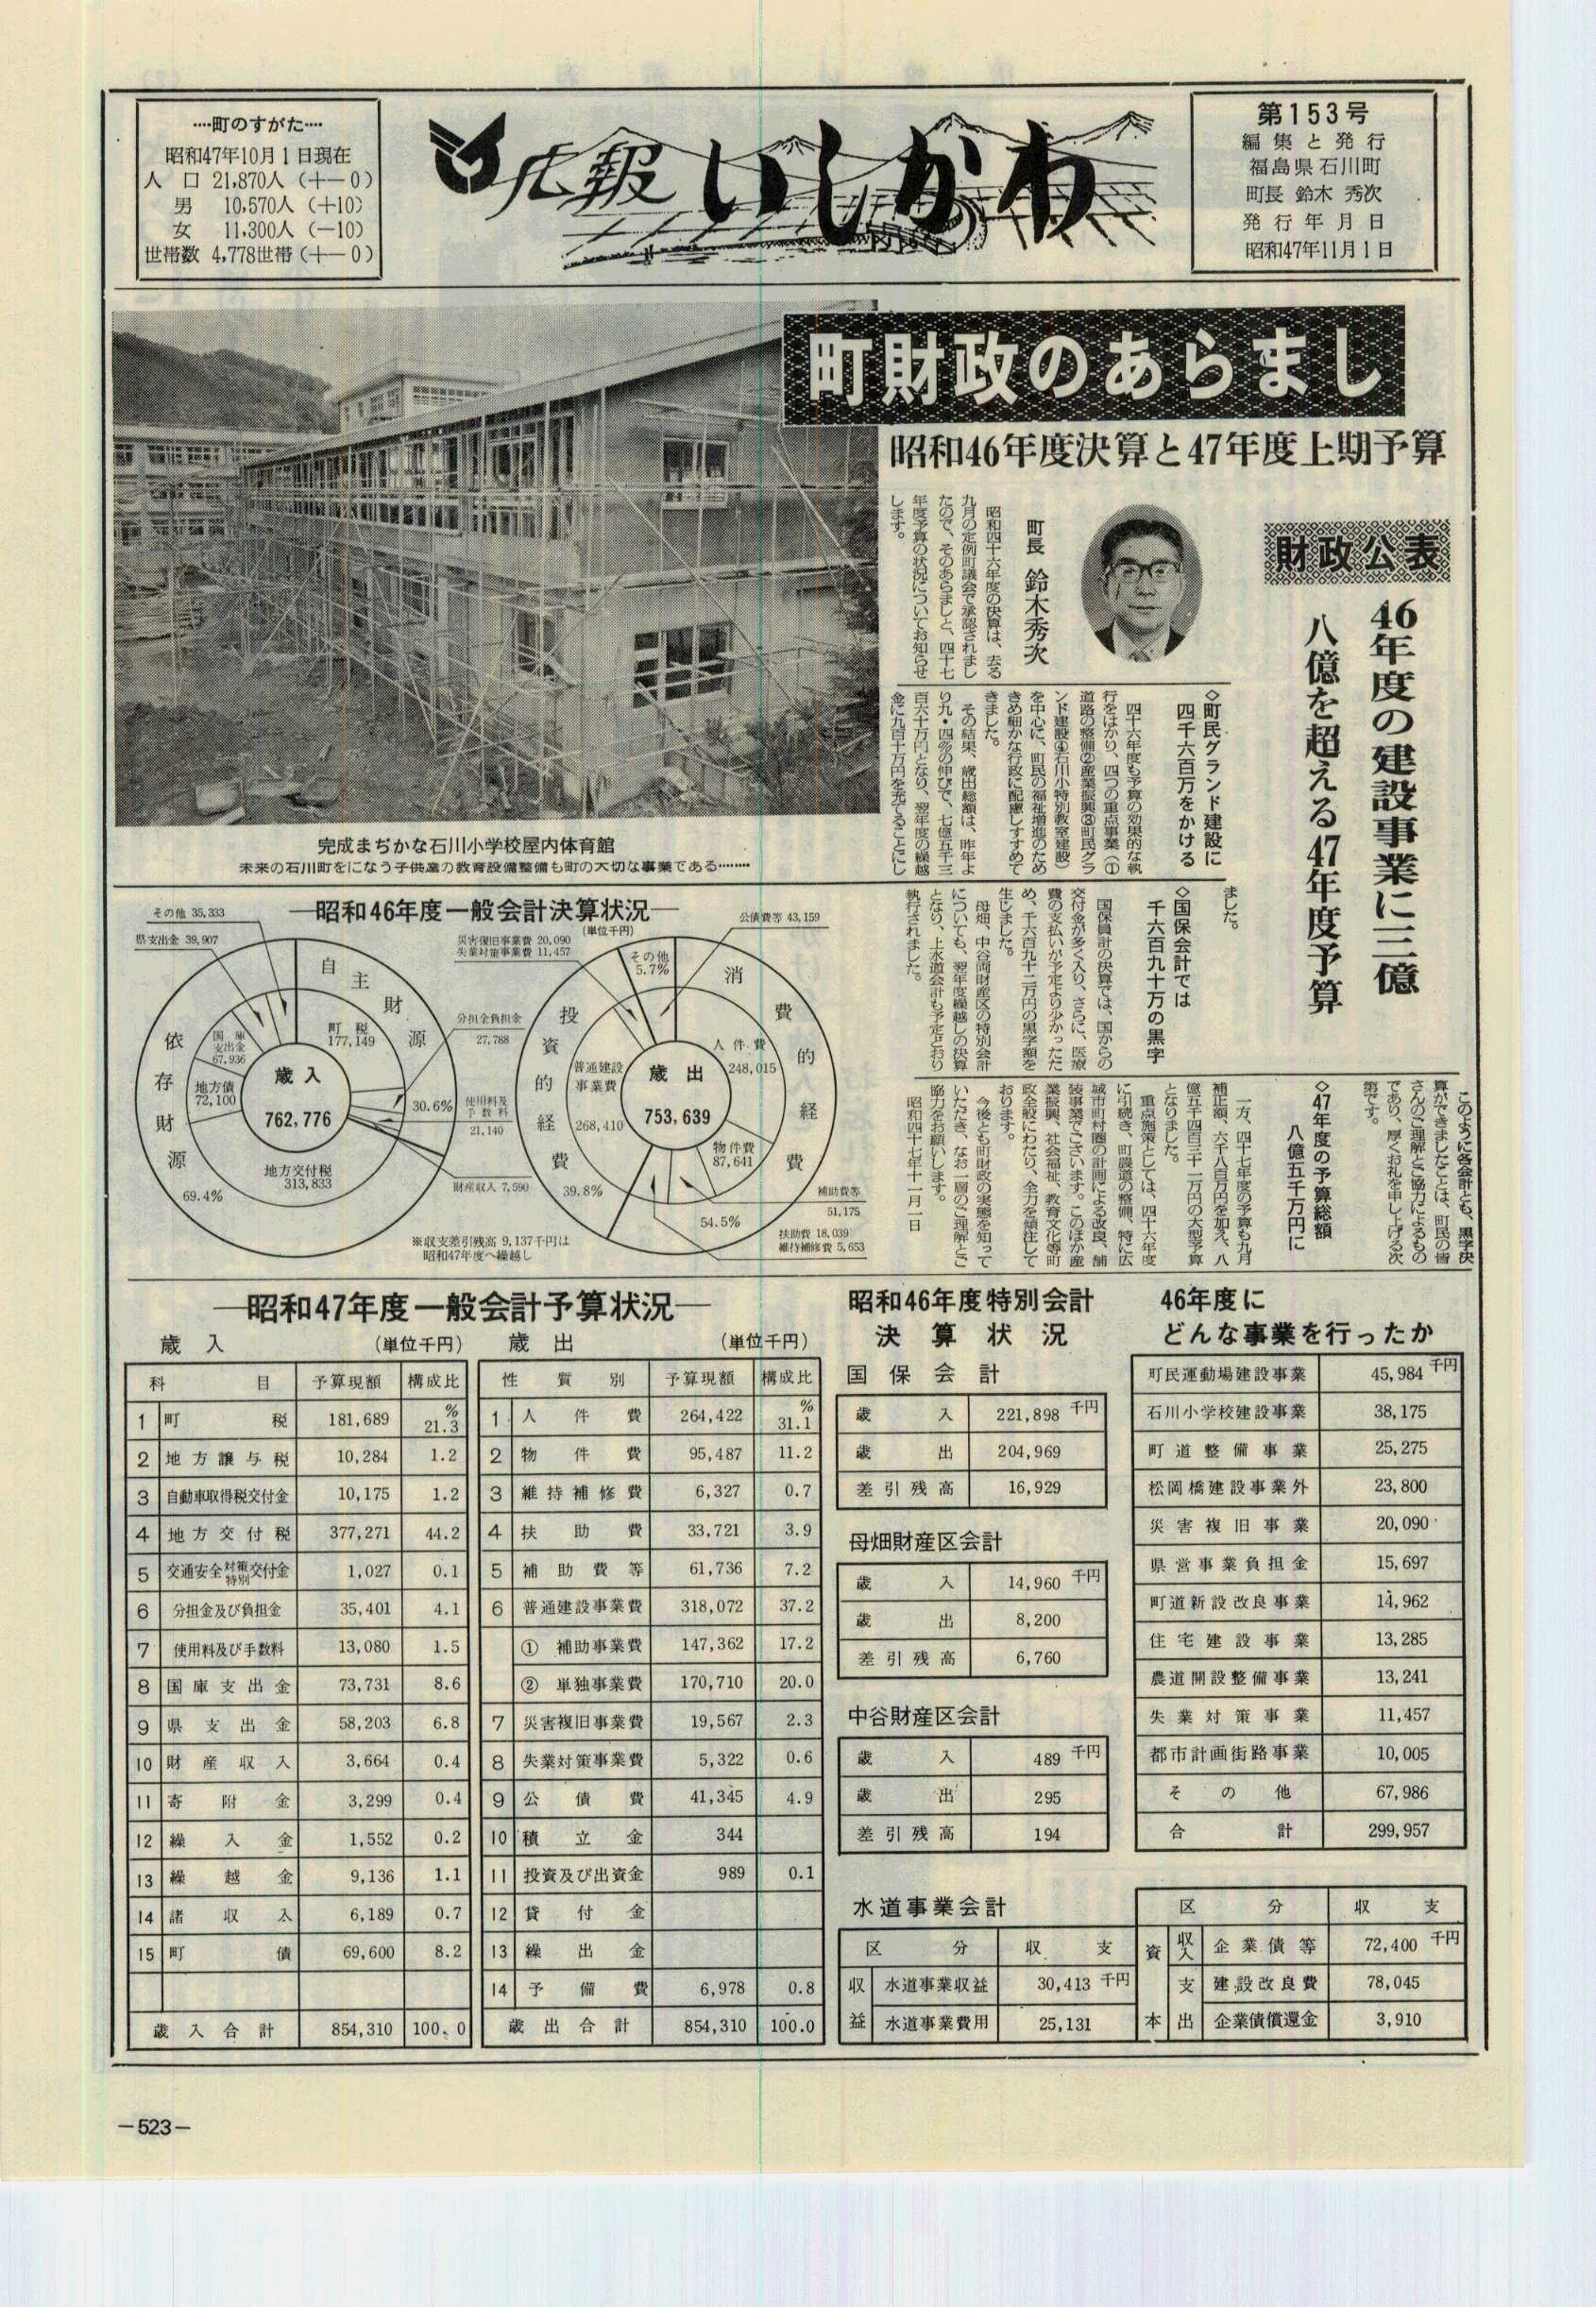 ····町のすがた····
昭和47年10月1日現在
人 口 21,870人 (+−0)
男 10,570人 (+10)
女 11,300人 (−10)
世帯数 4,778世帯 (+−0)
広報 いしかわ
第153号
編集と発行
福島県石川町
町長 鈴木 秀次
発行年月日
昭和47年11月1日
町財政のあらまし
昭和46年度決算と47年度上期予算
財政公表
46年度の建設事業に三億
八億を超える47年度予算
町長 鈴木秀次
昭和四十六年度の決算は、去る
九月の定例町議会で承認されまし
たので、そのあらましと、四十七
年度予算の状況についてお知らせ
します。
◇町民グランド建設に
四千六百万をかける
四十六年度も予算の効果的な執
行をはかり、四つの重点事業(①
道路の整備②産業振興③町民グラ
ンド建設④石川小特別教室建設)
を中心に、町民の福祉増進のため
きめ細かな行政に配慮しすすめて
きました。
その結果、歳出総額は、昨年よ
り九・四%の伸びで、七億五千三
百六十万円となり、翌年度の繰越
金に九百十万円を充てることにし
ました。
◇国保会計では
千六百九十万の黒字
国保会計の決算では、国からの
交付金が多く入り、さらに、医療
費の支払いが予定より少かったた
め、千六百九十二万円の黒字額を
生じました。
母畑、中谷両財産区の特別会計
についても、翌年度繰越しの決算
となり、上水道会計も予定どおり
執行されました。
このように各会計とも、黒字決
算ができましたことは、町民の皆
さんのご理解とご協力によるもの
であり、厚くお礼を申し上げる次
第です。
◇47年度の予算総額
八億五千万円に
一方、四十七年度の予算も九月
補正額、六千八百万円を加え、八
億五千四百三十一万円の大型予算
となりました。
重点施策としては、四十六年度
に引続き、町農道の整備、特に広
域市町村圏の計画による改良、舗
装事業でございます。このほか産
業振興、社会福祉、教育文化等町
政全般にわたり、全力を傾注して
おります。
今後とも町財政の実態を知って
いただき、なお一層のご理解とご
協力をお願いします。
昭和四十七年十一月一日
完成まぢかな石川小学校屋内体育館
未来の石川町をになう子供達の教育設備整備も町の大切な事業である········
―昭和46年度一般会計決算状況―
(単位千円)
その他 35,333
県支出金 39,907
自主財源
町税 177,149
分担金負担金 27,788
30.6%
使用料及手数料 21,140
財産収入 7,590
依存財源
国庫支出金 67,936
地方債 72,100
地方交付税 313,833
69.4%
歳入
762,776
災害復旧事業費 20,090
失業対策事業費 11,457
その他 5.7%
公債費等 43,159
消費的経費
人件費 248,015
投資的経費
普通建設事業費
268,410
39.8%
歳出
753,639
物件費 87,641
54.5%
補助費等 51,175
扶助費 18,039
維持補修費 5,653
※収支差引残高 9,137千円は
昭和47年度へ繰越し
―昭和47年度一般会計予算状況―
歳入 (単位千円)
科目 予算現額 構成比
1 町税 181,689 % 21.3
2 地方譲与税 10,284 1.2
3 自動車取得税交付金 10,175 1.2
4 地方交付税 377,271 44.2
5 交通安全対策特別交付金 1,027 0.1
6 分担金及び負担金 35,401 4.1
7 使用料及び手数料 13,080 1.5
8 国庫支出金 73,731 8.6
9 県支出金 58,203 6.8
10 財産収入 3,664 0.4
11 寄附金 3,299 0.4
12 繰入金 1,552 0.2
13 繰越金 9,136 1.1
14 諸収入 6,189 0.7
15 町債 69,600 8.2
歳入合計 854,310 100.0
歳出 (単位千円)
性質別 予算現額 構成比
1 人件費 264,422 % 31.1
2 物件費 95,487 11.2
3 維持補修費 6,327 0.7
4 扶助費 33,721 3.9
5 補助費等 61,736 7.2
6 普通建設事業費 318,072 37.2
① 補助事業費 147,362 17.2
② 単独事業費 170,710 20.0
7 災害複旧事業費 19,567 2.3
8 失業対策事業費 5,322 0.6
9 公債費 41,345 4.9
10 積立金 344
11 投資及び出資金 989 0.1
12 貸付金
13 繰出金
14 予備費 6,978 0.8
歳出合計 854,310 100.0
昭和46年度特別会計
決算状況
国保会計
歳入 221,898 千円
歳出 204,969
差引残高 16,929
母畑財産区会計
歳入 14,960 千円
歳出 8,200
差引残高 6,760
中谷財産区会計
歳入 489 千円
歳出 295
差引残高 194
46年度に
どんな事業を行ったか
町民運動場建設事業 45,984 千円
石川小学校建設事業 38,175
町道整備事業 25,275
松岡橋建設事業外 23,800
災害複旧事業 20,090
県営事業負担金 15,697
町道新設改良事業 14,962
住宅建設事業 13,285
農道開設整備事業 13,241
失業対策事業 11,457
都市計画街路事業 10,005
その他 67,986
合計 299,957
水道事業会計
区分 収支
収益 水道事業収益 30,413 千円
水道事業費用 25,131
区分 収支
資本 収入 企業債等 72,400 千円
支出 建設改良費 78,045
企業債償還金 3,910
－523－